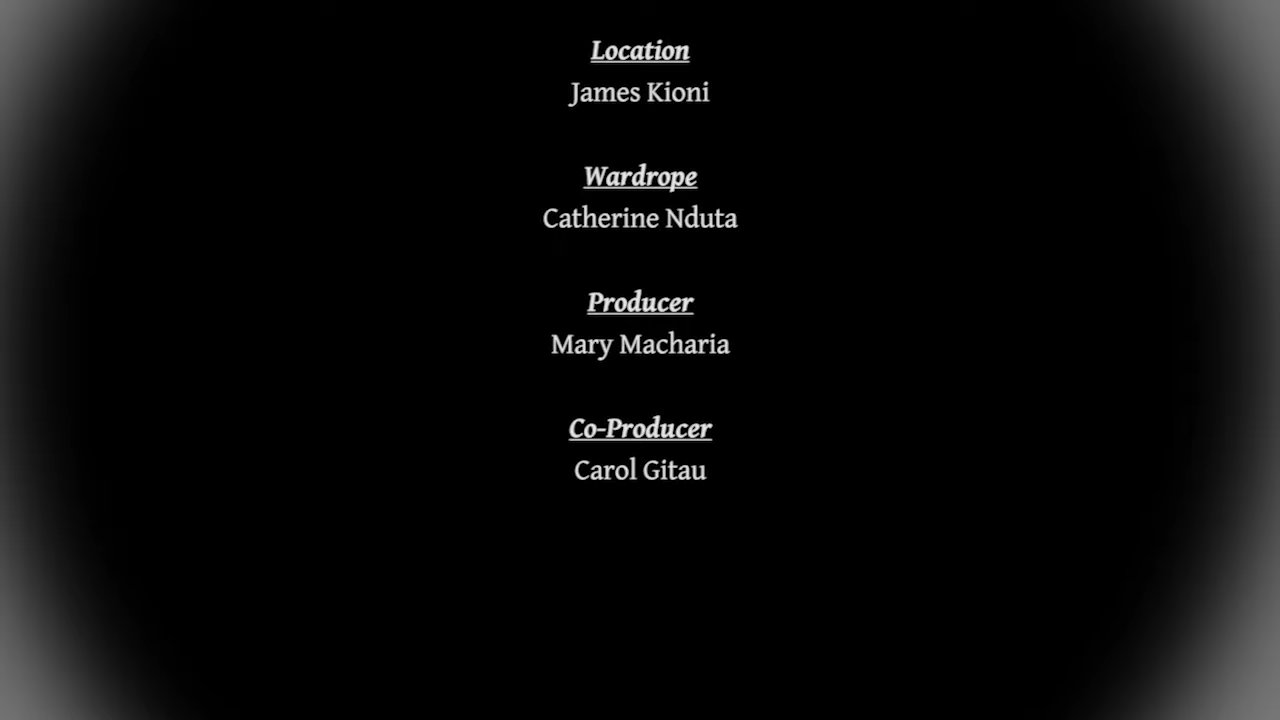 Location
James Kioni
Wardrope
Catherine Nduta
Producer
Mary Macharia
Co-Producer
Carol Gitau